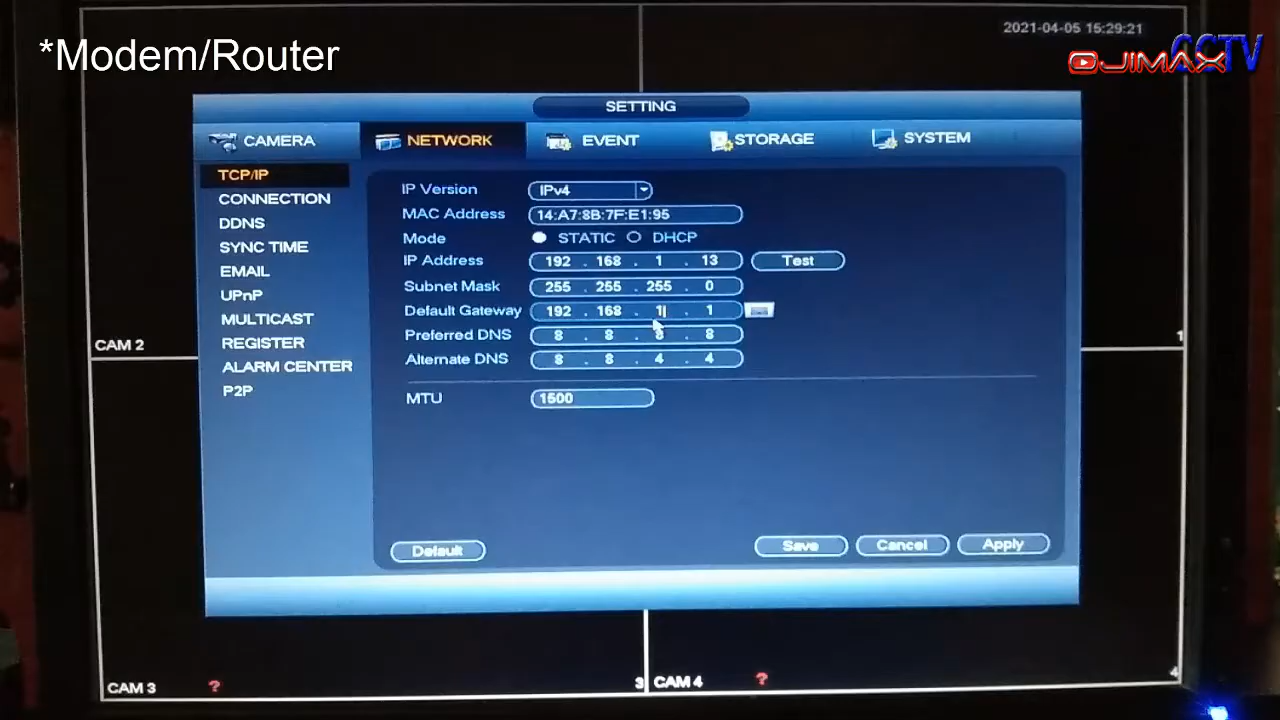 *Modem/Router
2021-04-05 15:29:21
OJIMAX CCTV
SETTING
CAMERA NETWORK EVENT STORAGE SYSTEM
TCP/IP
CONNECTION
DDNS
SYNC TIME
EMAIL
UPnP
MULTICAST
REGISTER
ALARM CENTER
P2P
IP Version IPv4
MAC Address 14:A7:8B:7F:E1:95
Mode STATIC DHCP
IP Address 192 . 168 . 1 . 13 Test
Subnet Mask 255 . 255 . 255 . 0
Default Gateway 192 . 168 . 1 . 1
Preferred DNS 8 . 8 . 8 . 8
Alternate DNS 8 . 8 . 4 . 4
MTU 1500
Default Save Cancel Apply
CAM 2 1
CAM 3 ? 3 CAM 4 ? 4